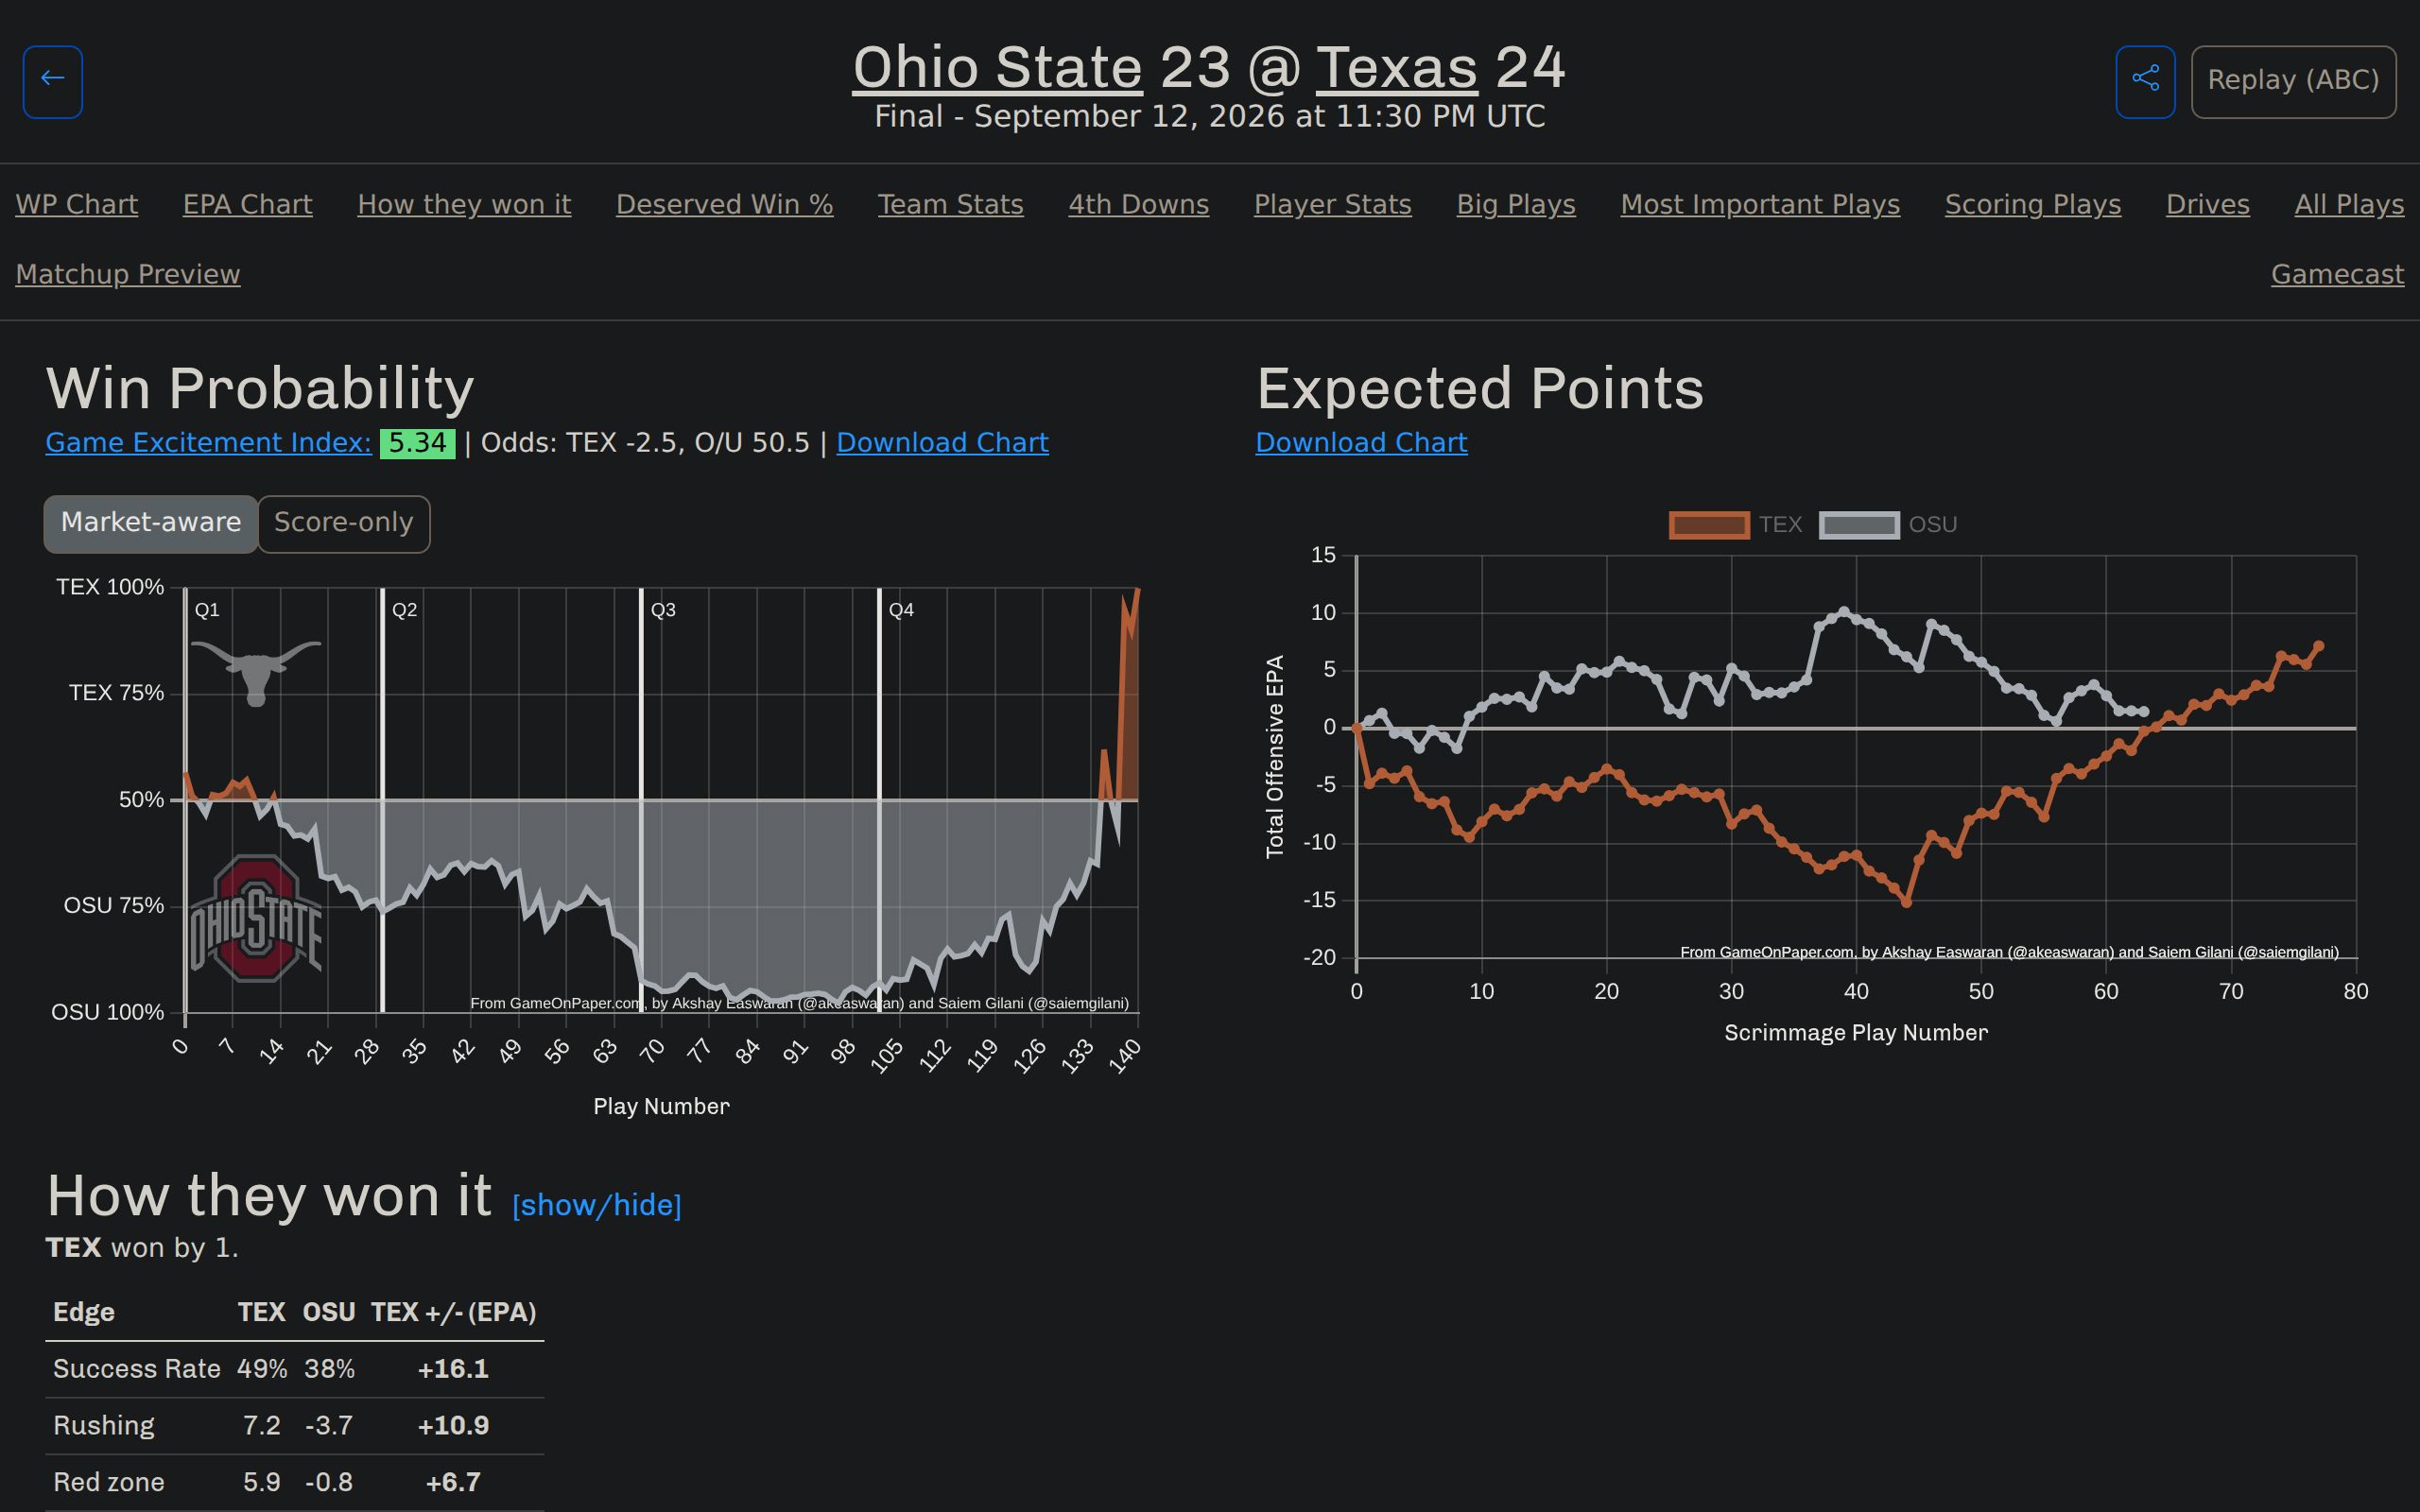 ←
Ohio State 23 @ Texas 24
Final - September 12, 2026 at 11:30 PM UTC
Replay (ABC)
WP Chart EPA Chart How they won it Deserved Win % Team Stats 4th Downs Player Stats Big Plays Most Important Plays Scoring Plays Drives All Plays
Matchup Preview Gamecast
Win Probability
Game Excitement Index: 5.34 | Odds: TEX -2.5, O/U 50.5 | Download Chart
Market-aware Score-only
TEX 100%
TEX 75%
50%
OSU 75%
OSU 100%
Q1 Q2 Q3 Q4
OHIO STATE
From GameOnPaper.com, by Akshay Easwaran (@akeaswaran) and Saiem Gilani (@saiemgilani)
0 7 14 21 28 35 42 49 56 63 70 77 84 91 98 105 112 119 126 133 140
Play Number
Expected Points
Download Chart
TEX OSU
15
10
5
0
-5
-10
-15
-20
Total Offensive EPA
From GameOnPaper.com, by Akshay Easwaran (@akeaswaran) and Saiem Gilani (@saiemgilani)
0 10 20 30 40 50 60 70 80
Scrimmage Play Number
How they won it [show/hide]
TEX won by 1.
Edge TEX OSU TEX +/- (EPA)
Success Rate 49% 38% +16.1
Rushing 7.2 -3.7 +10.9
Red zone 5.9 -0.8 +6.7